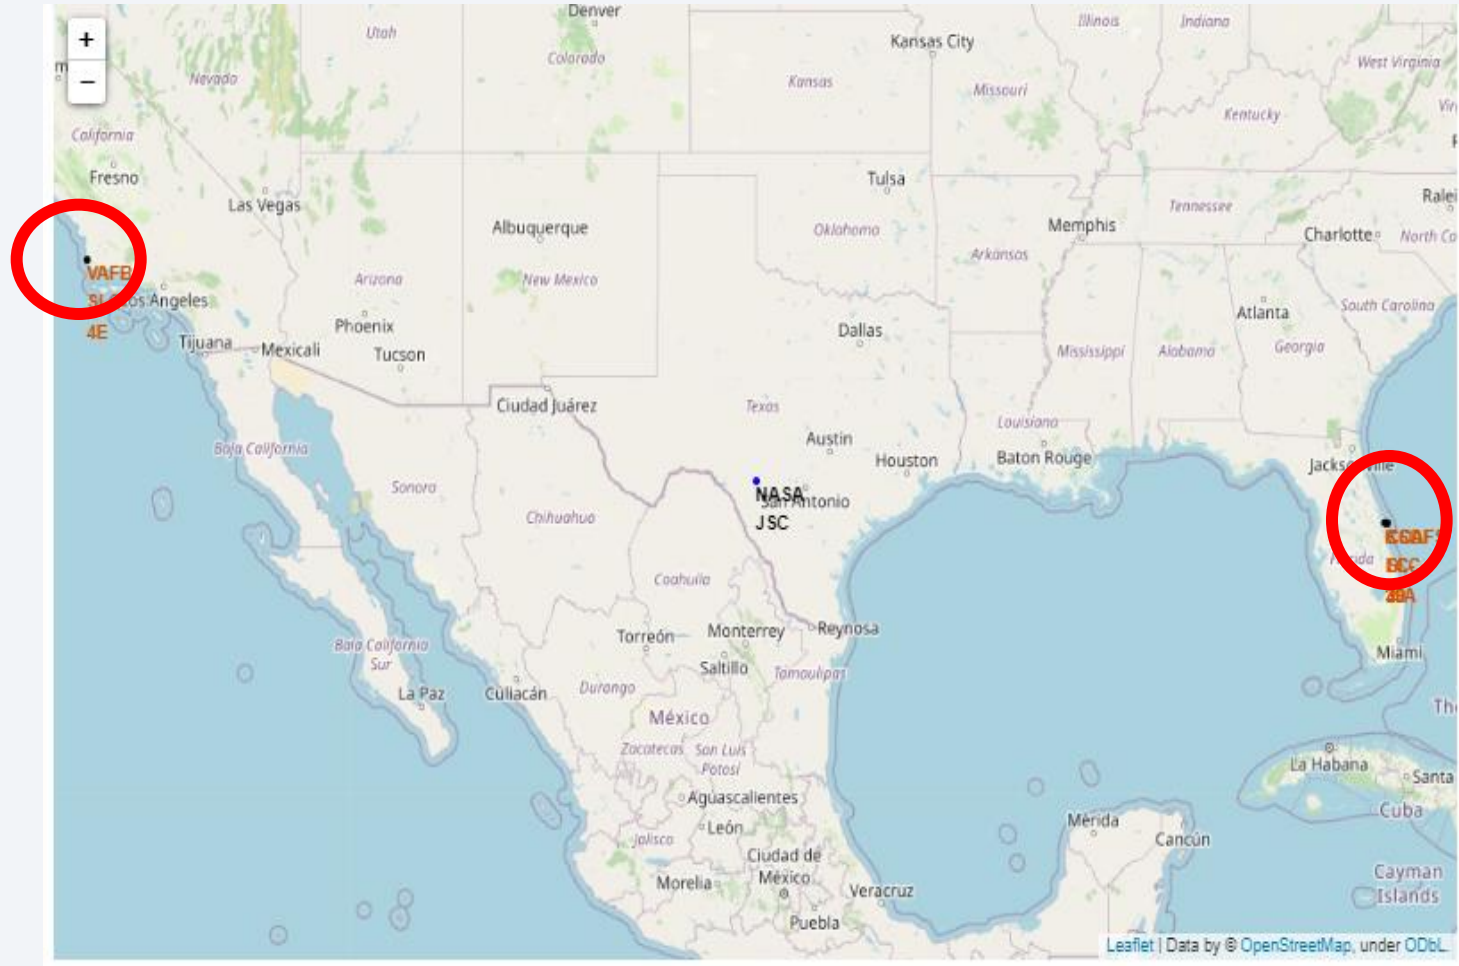 +
−
Denver
Utah
Colorado
Kansas City
Illinois
Indiana
West Virginia
Nevada
Kansas
Missouri
Kentucky
California
Fresno
Tulsa
Las Vegas
Tennessee
Albuquerque
Oklahoma
Memphis
Charlotte
Arkansas
VAFB
Arizona
New Mexico
Los Angeles
4E
South Carolina
Atlanta
Phoenix
Dallas
Tijuana
Mexicali
Tucson
Mississippi
Alabama
Georgia
Ciudad Juárez
Texas
Louisiana
Austin
Baja California
Houston
Baton Rouge
Jacksonville
Sonora
NASA
San Antonio
JSC
Chihuahua
Florida
Coahuila
Torreón
Monterrey
Reynosa
Baja California
Sur
Saltillo
Tamaulipas
Miami
La Paz
Culiacán
Durango
México
Zacatecas
San Luis
Potosí
La Habana
Santa
Aguascalientes
Cuba
León
Mérida
Jalisco
Cancún
Ciudad de
México
Morelia
Veracruz
Cayman
Islands
Puebla
Leaflet | Data by © OpenStreetMap, under ODbL.